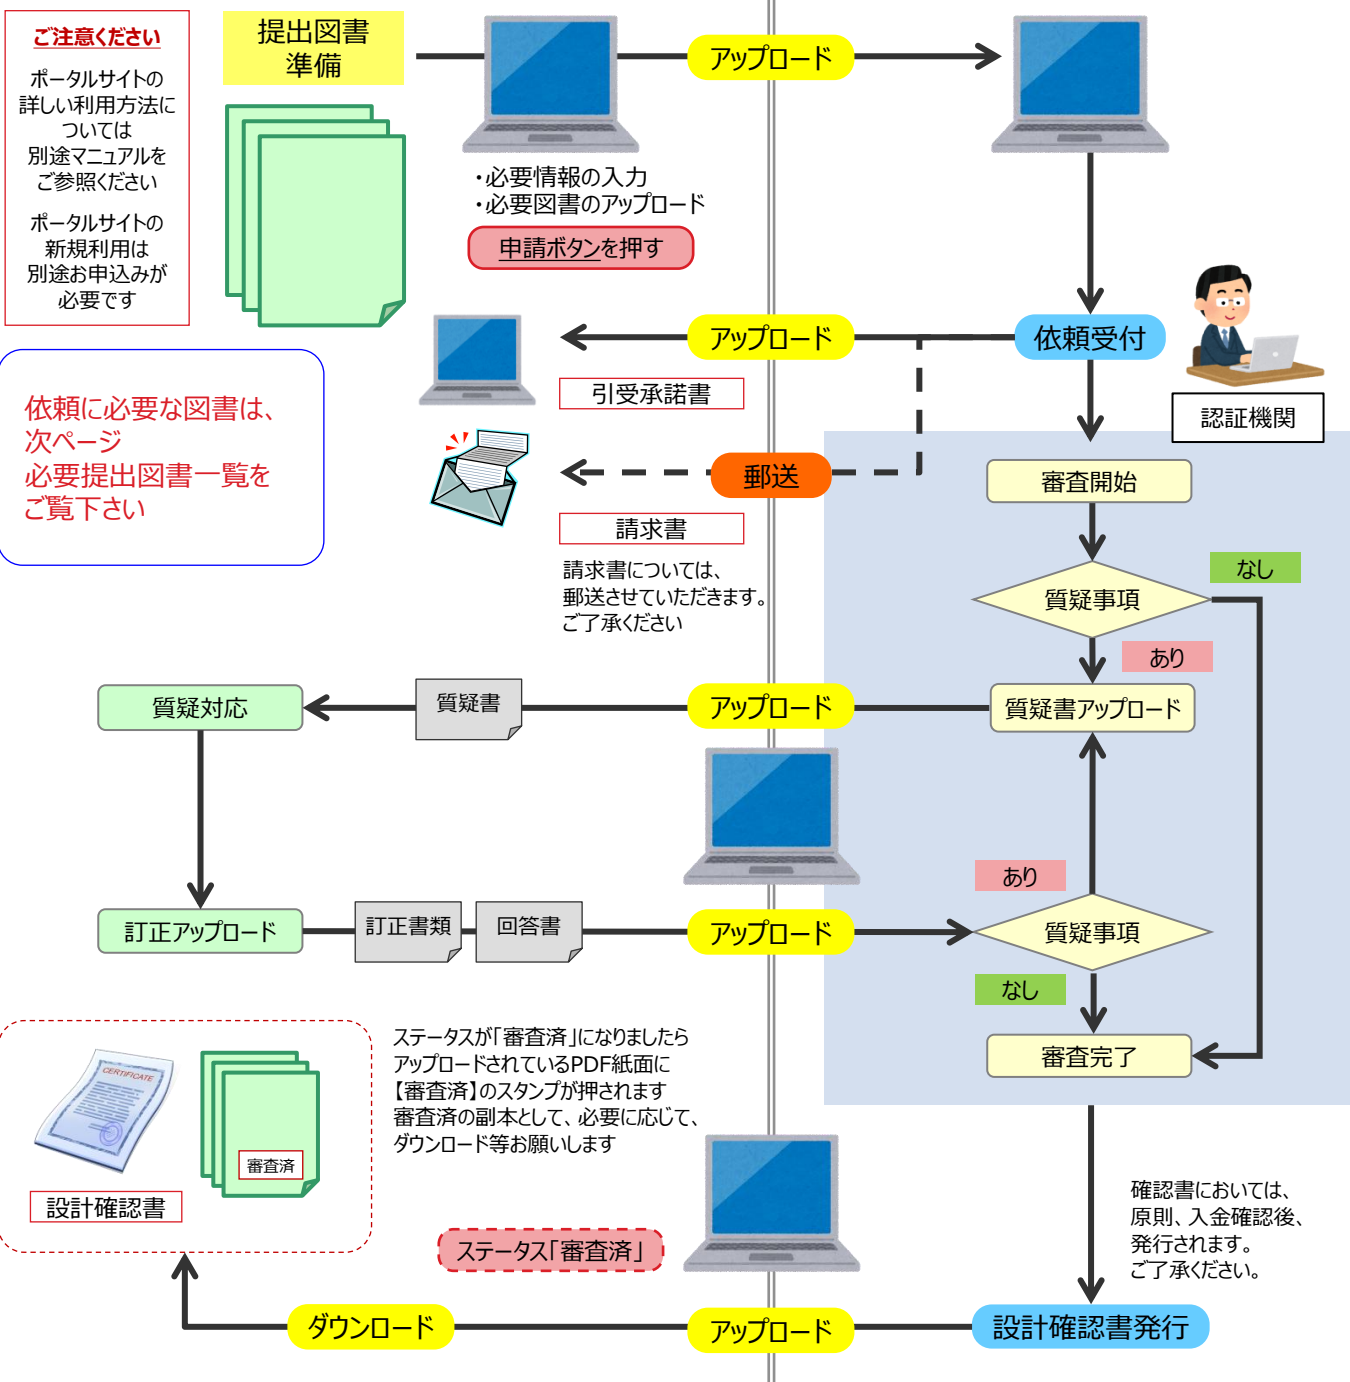 ご注意ください
ポータルサイトの
詳しい利用方法に
ついては
別途マニュアルを
ご参照ください
ポータルサイトの
新規利用は
別途お申込みが
必要です
提出図書
準備
アップロード
・必要情報の入力
・必要図書のアップロード
申請ボタンを押す
アップロード
依頼受付
引受承諾書
認証機関
依頼に必要な図書は、
次ページ
必要提出図書一覧を
ご覧下さい
郵送
審査開始
請求書
請求書については、
郵送させていただきます。
ご了承ください
なし
質疑事項
あり
質疑対応
質疑書
アップロード
質疑書アップロード
あり
訂正アップロード
訂正書類
回答書
アップロード
質疑事項
なし
審査完了
ステータスが「審査済」になりましたら
アップロードされているPDF紙面に
【審査済】のスタンプが押されます
審査済の副本として、必要に応じて、
ダウンロード等お願いします
CERTIFICATE
審査済
設計確認書
確認書においては、
原則、入金確認後、
発行されます。
ご了承ください。
ステータス「審査済」
ダウンロード
アップロード
設計確認書発行